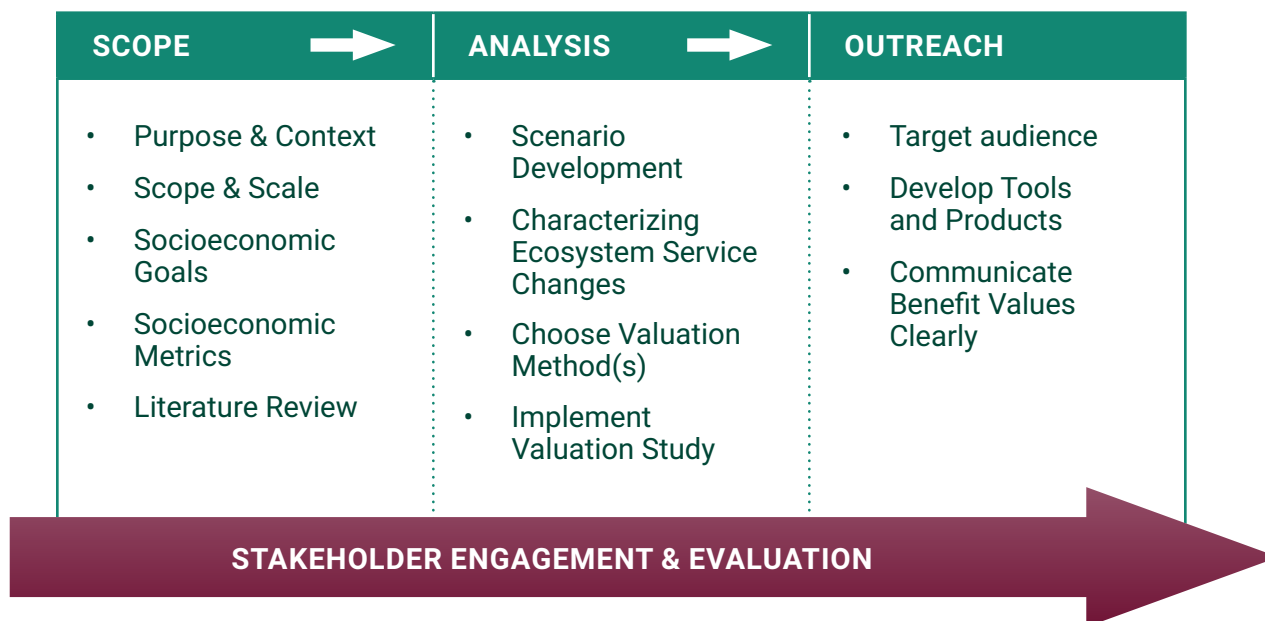 SCOPE
ANALYSIS
OUTREACH
• Purpose & Context
• Scope & Scale
• Socioeconomic
Goals
• Socioeconomic
Metrics
• Literature Review
• Scenario
Development
• Characterizing
Ecosystem Service
Changes
• Choose Valuation
Method(s)
• Implement
Valuation Study
• Target audience
• Develop Tools
and Products
• Communicate
Benefit Values
Clearly
STAKEHOLDER ENGAGEMENT & EVALUATION